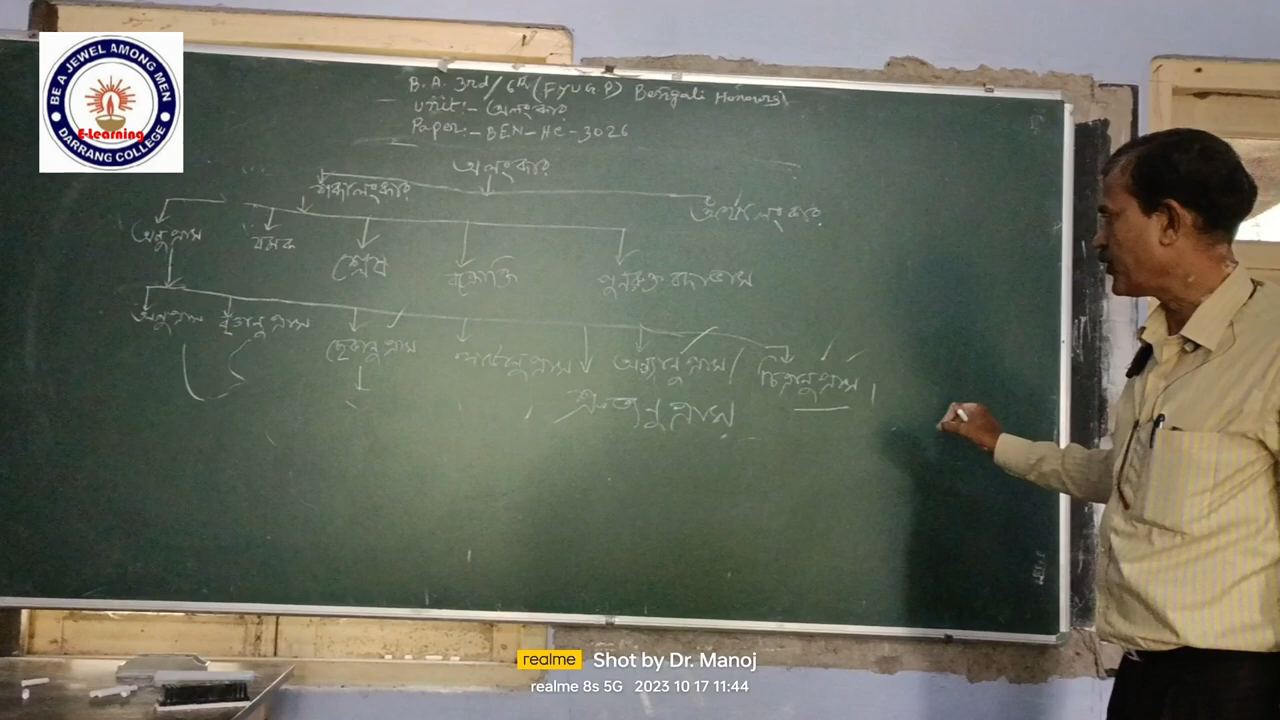 BE A JEWEL AMONG MEN
E-Learning
DARRANG COLLEGE
B.A. 3rd/6th (FYUGP) Bengali Honours
Unit:- অলংকার
Paper:- BEN-HC-3026
অলংকার
শব্দালংকার
অর্থালংকার
অনুপ্রাস যমক শ্লেষ বক্রোক্তি পুনরুক্ত বদাভাস
অনুপ্রাস বৃত্যানুপ্রাস ছেকানুপ্রাস অন্ত্যানুপ্রাস।
শ্রুত্যনুপ্রাস
realme Shot by Dr. Manoj
realme 8s 5G 2023 10 17 11:44